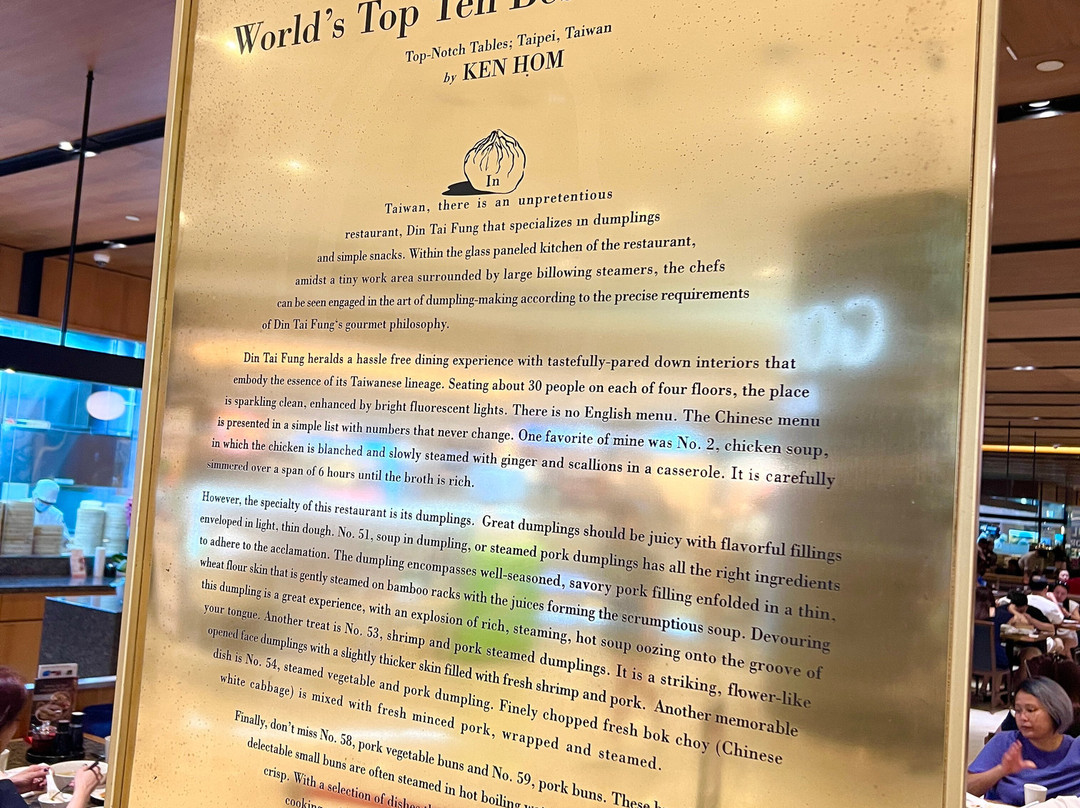 World's Top Ten
Top-Notch Tables; Taipei, Taiwan
by KEN HOM
In
Taiwan, there is an unpretentious
restaurant, Din Tai Fung that specializes in dumplings
and simple snacks. Within the glass paneled kitchen of the restaurant,
amidst a tiny work area surrounded by large billowing steamers, the chefs
can be seen engaged in the art of dumpling-making according to the precise requirements
of Din Tai Fung's gourmet philosophy.
Din Tai Fung heralds a hassle free dining experience with tastefully-pared down interiors that
embody the essence of its Taiwanese lineage. Seating about 30 people on each of four floors, the place
is sparkling clean, enhanced by bright fluorescent lights. There is no English menu. The Chinese menu
is presented in a simple list with numbers that never change. One favorite of mine was No. 2, chicken soup,
in which the chicken is blanched and slowly steamed with ginger and scallions in a casserole. It is carefully
simmered over a span of 6 hours until the broth is rich.
However, the specialty of this restaurant is its dumplings. Great dumplings should be juicy with flavorful fillings
enveloped in light, thin dough. No. 51, soup in dumpling, or steamed pork dumplings has all the right ingredients
to adhere to the acclamation. The dumpling encompasses well-seasoned, savory pork filling enfolded in a thin,
wheat flour skin that is gently steamed on bamboo racks with the juices forming the scrumptious soup. Devouring
this dumpling is a great experience, with an explosion of rich, steaming, hot soup oozing onto the groove of
your tongue. Another treat is No. 53, shrimp and pork steamed dumplings. It is a striking, flower-like
opened face dumplings with a slightly thicker skin filled with fresh shrimp and pork. Another memorable
dish is No. 54, steamed vegetable and pork dumpling. Finely chopped fresh bok choy (Chinese
white cabbage) is mixed with fresh minced pork, wrapped and steamed.
Finally, don't miss No. 58, pork vegetable buns and No. 59, pork buns. These
delectable small buns are often steamed in hot boiling
crisp. With a selection of dishes
cooking